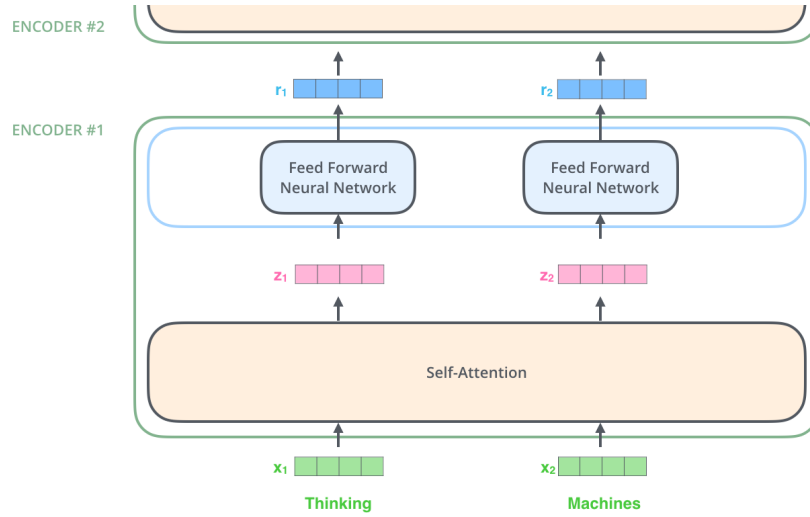 ENCODER #2
r₁
r₂
ENCODER #1
Feed Forward
Neural Network
Feed Forward
Neural Network
z₁
z₂
Self-Attention
x₁
x₂
Thinking
Machines